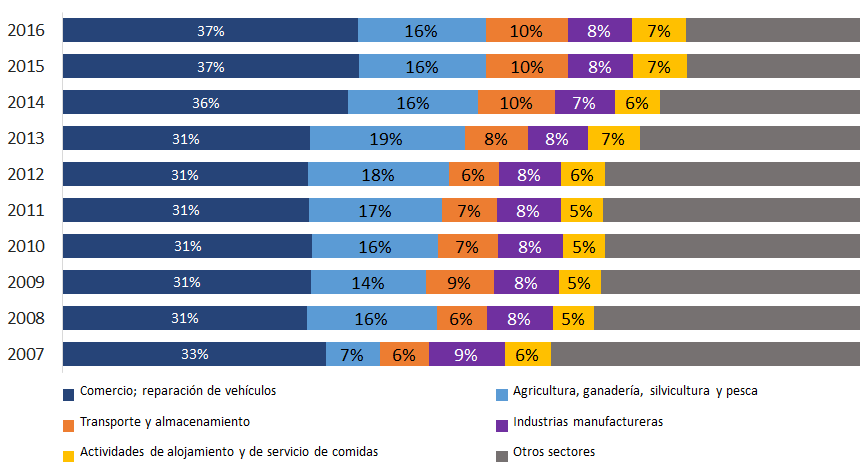 2016 37% 16% 10% 8% 7%
2015 37% 16% 10% 8% 7%
2014 36% 16% 10% 7% 6%
2013 31% 19% 8% 8% 7%
2012 31% 18% 6% 8% 6%
2011 31% 17% 7% 8% 5%
2010 31% 16% 7% 8% 5%
2009 31% 14% 9% 8% 5%
2008 31% 16% 6% 8% 5%
2007 33% 7% 6% 9% 6%
Comercio; reparación de vehículos Agricultura, ganadería, silvicultura y pesca
Transporte y almacenamiento Industrias manufactureras
Actividades de alojamiento y de servicio de comidas Otros sectores